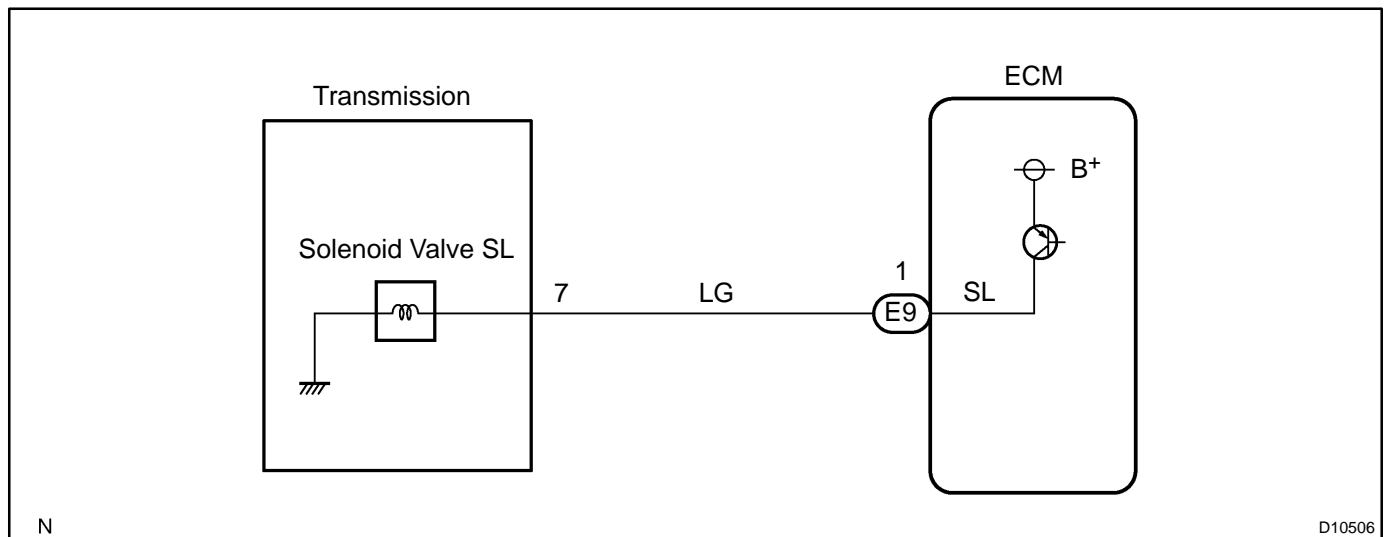 ECM
Transmission
B+
Solenoid Valve SL
7
LG
1
E9
SL
N
D10506